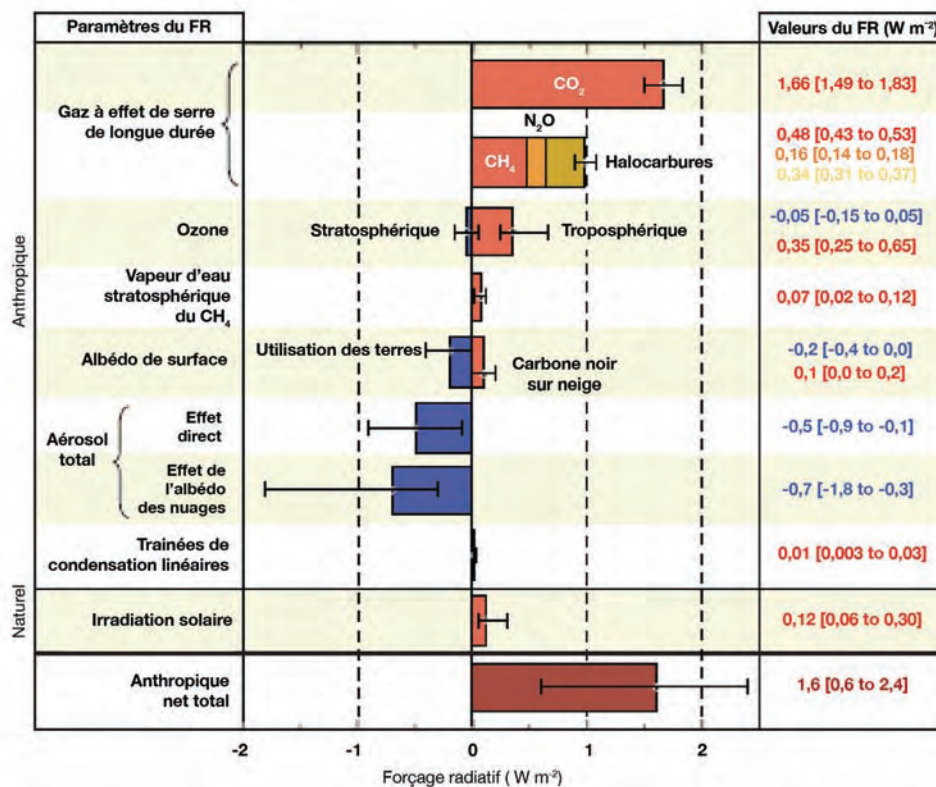 Paramètres du FR
Valeurs du FR (W m⁻²)
Anthropique
Gaz à effet de serre
de longue durée
CO₂
1,66 [1,49 to 1,83]
N₂O
CH₄
Halocarbures
0,48 [0,43 to 0,53]
0,16 [0,14 to 0,18]
0,34 [0,31 to 0,37]
Ozone
Stratosphérique
Troposphérique
-0,05 [-0,15 to 0,05]
0,35 [0,25 to 0,65]
Vapeur d'eau
stratosphérique
du CH₄
0,07 [0,02 to 0,12]
Albédo de surface
Utilisation des terres
Carbone noir
sur neige
-0,2 [-0,4 to 0,0]
0,1 [0,0 to 0,2]
Aérosol
total
Effet
direct
-0,5 [-0,9 to -0,1]
Effet de
l'albédo
des nuages
-0,7 [-1,8 to -0,3]
Trainées de
condensation linéaires
0,01 [0,003 to 0,03]
Naturel
Irradiation solaire
0,12 [0,06 to 0,30]
Anthropique
net total
1,6 [0,6 to 2,4]
-2
-1
0
1
2
Forçage radiatif ( W m⁻²)